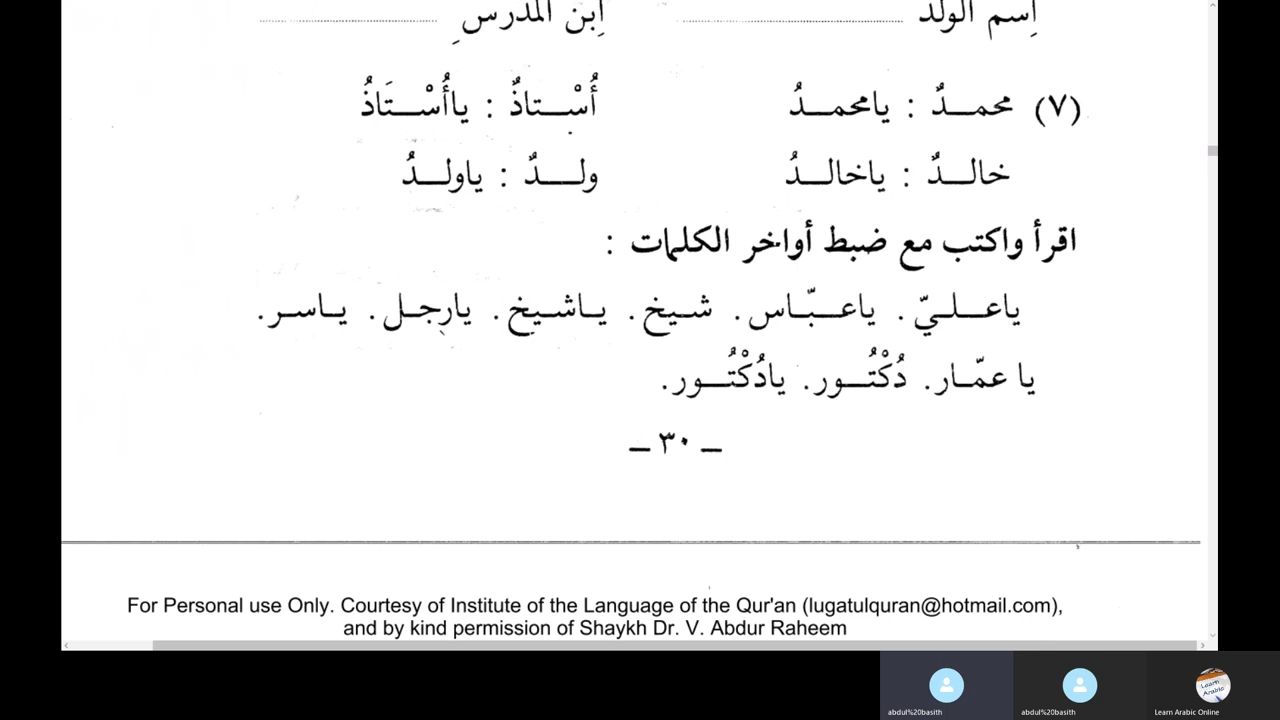 اِسم الولد ........................ اِبن المدرسِ ........................
(٧) محمدٌ : يامحمدُ أُسْتاذٌ : ياأُسْتَاذُ
خالدٌ : ياخالدُ ولدٌ : ياولدُ
اقرأ واكتب مع ضبط أواخر الكلمات :
ياعليّ. ياعبّاس. شيخ. ياشيخ. يارجل. ياسر.
يا عمّار. دُكْتُور. يادُكْتُور.
– ٣٠ –
For Personal use Only. Courtesy of Institute of the Language of the Qur'an (lugatulquran@hotmail.com),
and by kind permission of Shaykh Dr. V. Abdur Raheem
abdul%20basith abdul%20basith Learn Arabic Online
Learn Arabic